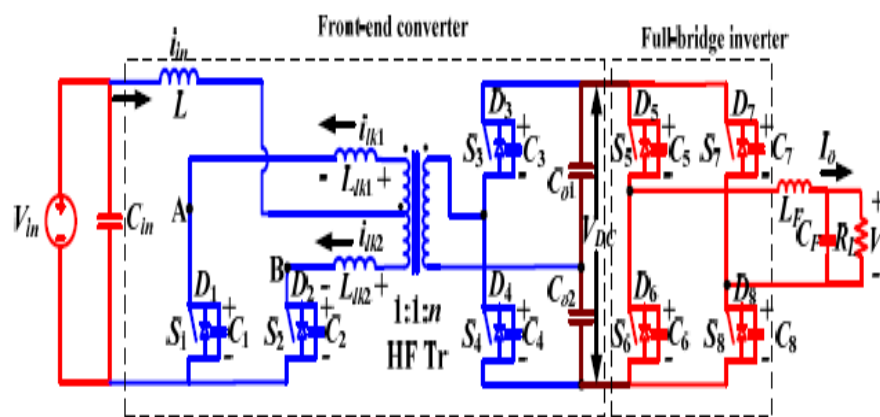 Front-end converter
Full-bridge inverter
i_in
L
i_lk1
- L_lk1 +
A
V_in
C_in
i_lk2
B
- L_lk2 +
1:1:n
HF Tr
D_1
S_1
+
C_1
-
D_2
S_2
+
C_2
-
D_3
S_3
+
C_3
-
D_4
S_4
+
C_4
-
C_o1
C_o2
V_DC
D_5
S_5
+
C_5
-
D_7
S_7
+
C_7
-
D_6
S_6
+
C_6
-
D_8
S_8
+
C_8
-
I_o
L_F
C_F
R_L
+
V
-